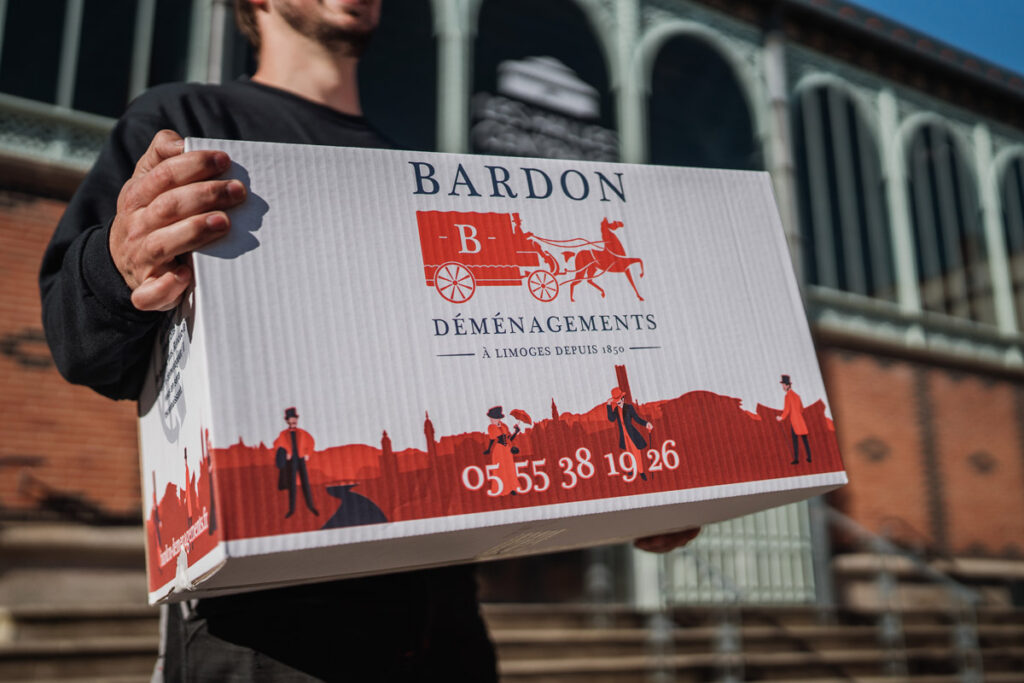 BARDON
- B -
DÉMÉNAGEMENTS
À LIMOGES DEPUIS 1850
05 55 38 19 26